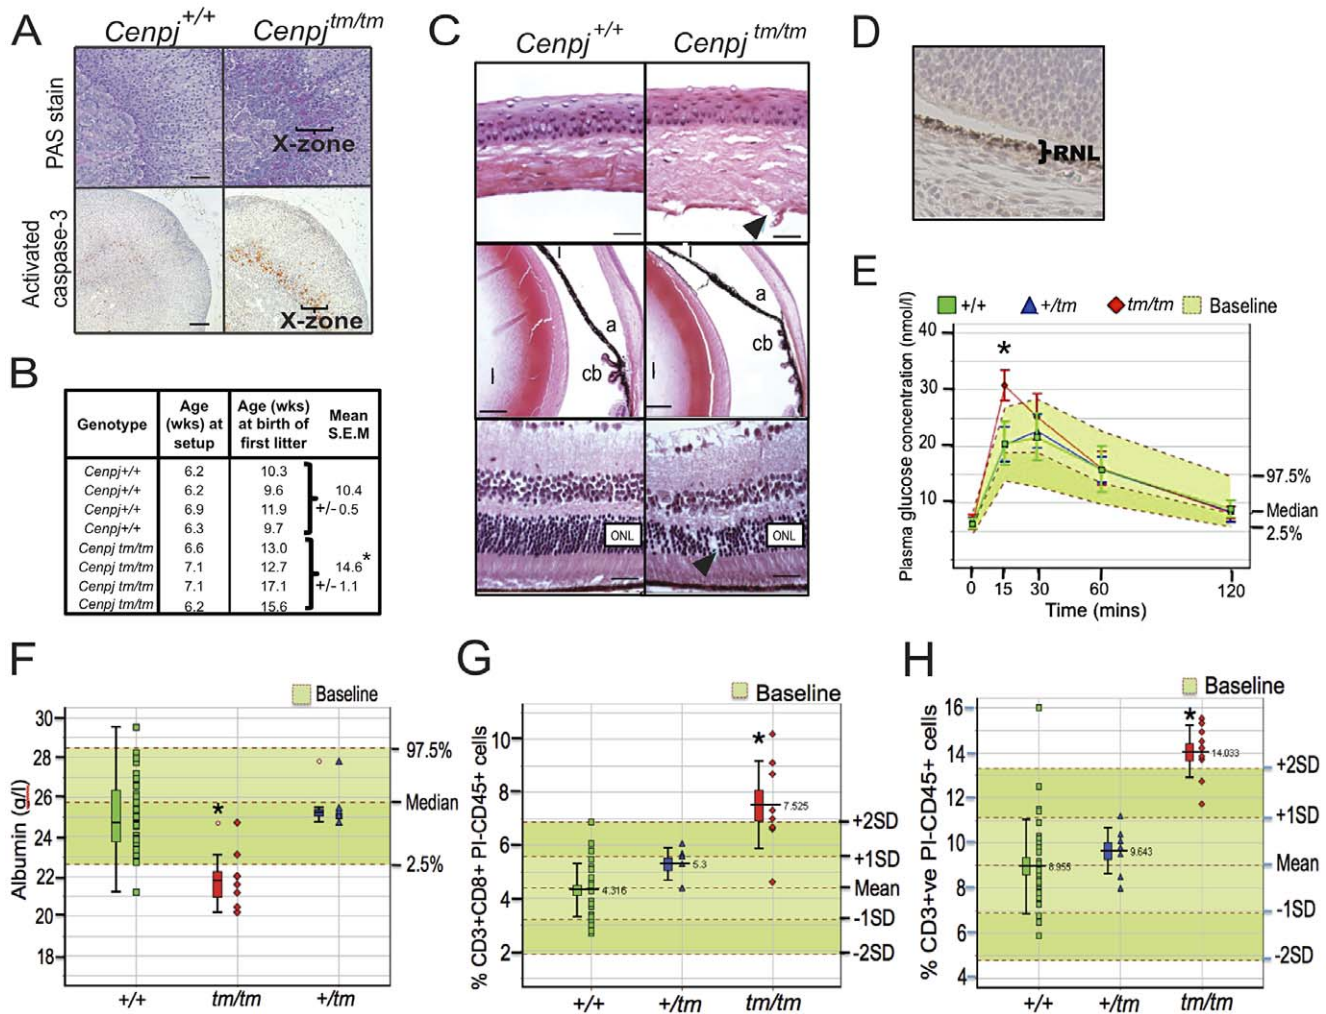 A
Cenpj+/+
Cenpj tm/tm
PAS stain
X-zone
Activated
caspase-3
X-zone
B
Genotype
Age
(wks) at
setup
Age (wks)
at birth of
first litter
Mean
S.E.M
Cenpj+/+ 6.2 10.3
Cenpj+/+ 6.2 9.6
Cenpj+/+ 6.9 11.9
Cenpj+/+ 6.3 9.7
10.4
+/- 0.5
Cenpj tm/tm 6.6 13.0
Cenpj tm/tm 7.1 12.7
Cenpj tm/tm 7.1 17.1
Cenpj tm/tm 6.2 15.6
14.6*
+/- 1.1
C
Cenpj+/+
Cenpj tm/tm
l
a
cb
l
l
a
cb
l
ONL
ONL
D
}RNL
E
+/+
+/tm
tm/tm
Baseline
Plasma glucose concentration (nmol/l)
40
30
20
10
*
97.5%
Median
2.5%
0 15 30 60 120
Time (mins)
F
Baseline
Albumin (g/l)
30
28
26
24
22
20
18
*
97.5%
Median
2.5%
+/+ tm/tm +/tm
G
Baseline
% CD3+CD8+ PI-CD45+ cells
10
8
6
4
2
4.316
5.3
*
7.525
+2SD
+1SD
Mean
-1SD
-2SD
+/+ +/tm tm/tm
H
Baseline
% CD3+ve PI-CD45+ cells
16
14
12
10
8
6
4
8.955
9.643
*
14.033
+2SD
+1SD
Mean
-1SD
-2SD
+/+ +/tm tm/tm